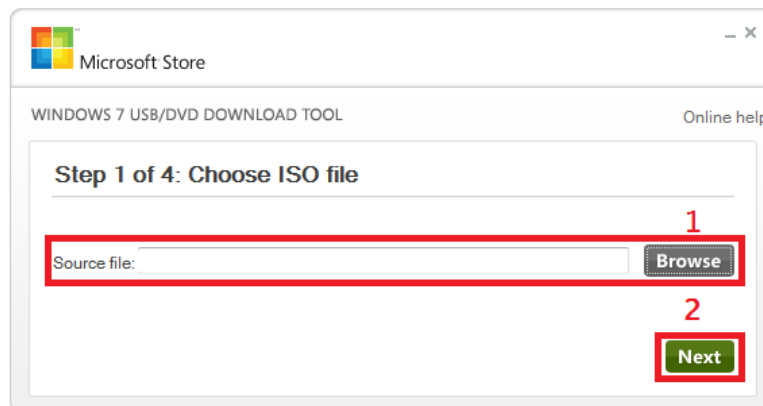 Microsoft Store
WINDOWS 7 USB/DVD DOWNLOAD TOOL
Online help
Step 1 of 4: Choose ISO file
1
Source file:
Browse
2
Next